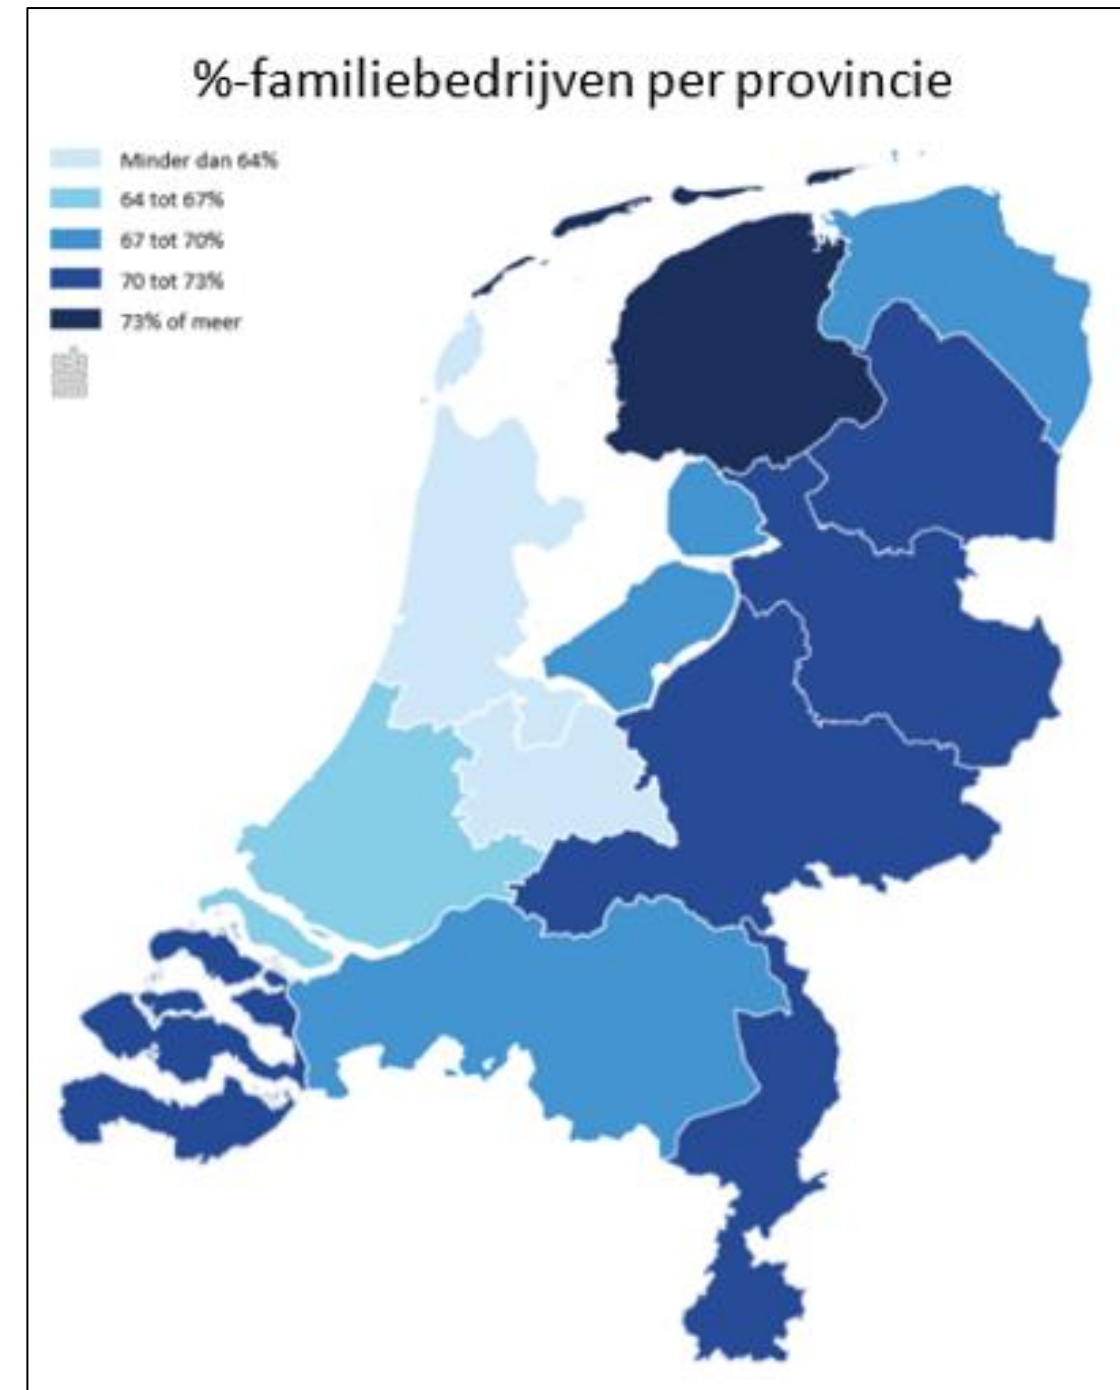 %-familiebedrijven per provincie
Minder dan 64%
64 tot 67%
67 tot 70%
70 tot 73%
73% of meer